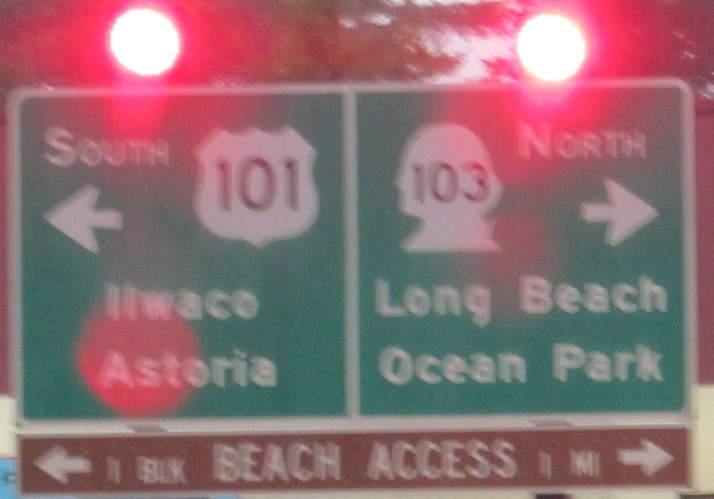 SOUTH 101
Ilwaco
Astoria
103 NORTH
Long Beach
Ocean Park
1 BLK BEACH ACCESS 1 MI